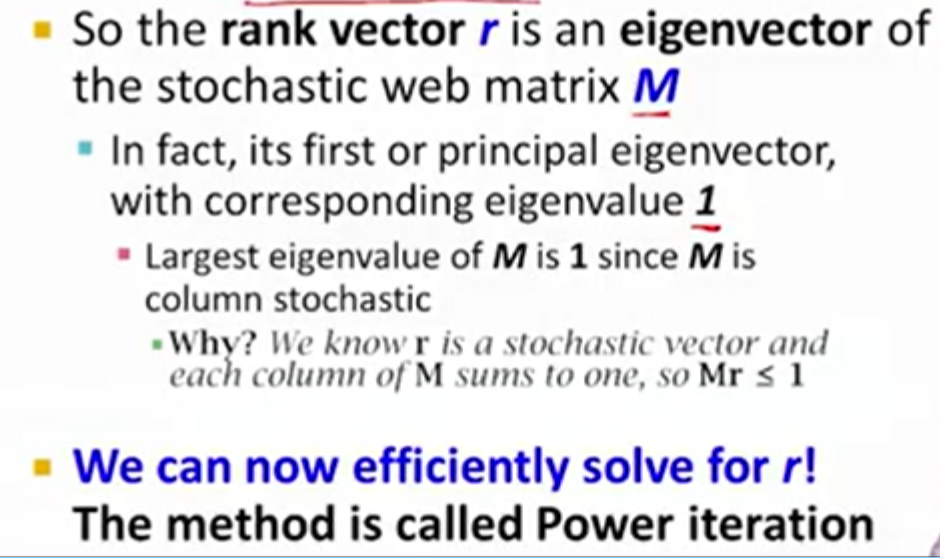 So the rank vector r is an eigenvector of
the stochastic web matrix M
In fact, its first or principal eigenvector,
with corresponding eigenvalue 1
Largest eigenvalue of M is 1 since M is
column stochastic
Why? We know r is a stochastic vector and
each column of M sums to one, so Mr ≤ 1
We can now efficiently solve for r!
The method is called Power iteration